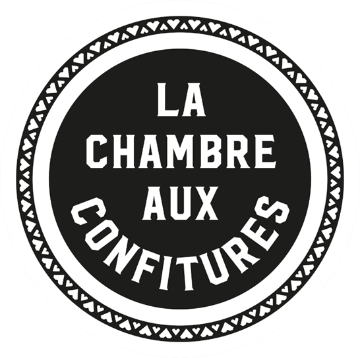 LA
CHAMBRE
AUX
CONFITURES